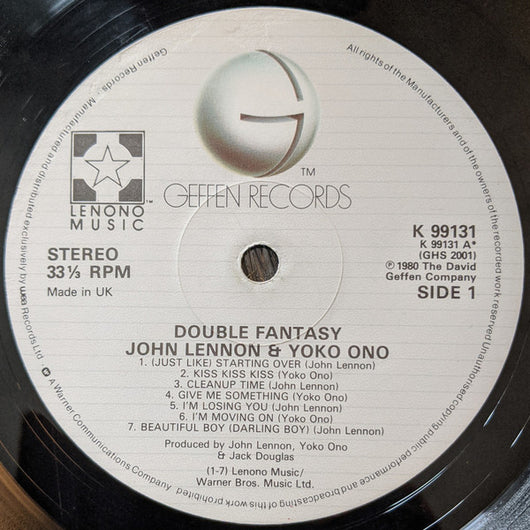 TM
GEFFEN RECORDS
TM
LENONO
MUSIC
STEREO
33⅓ RPM
Made in UK
K 99131
K 99131 A*
(GHS 2001)
℗ 1980 The David
Geffen Company
SIDE 1
DOUBLE FANTASY
JOHN LENNON & YOKO ONO
1. (JUST LIKE) STARTING OVER (John Lennon)
2. KISS KISS KISS (Yoko Ono)
3. CLEANUP TIME (John Lennon)
4. GIVE ME SOMETHING (Yoko Ono)
5. I'M LOSING YOU (John Lennon)
6. I'M MOVING ON (Yoko Ono)
7. BEAUTIFUL BOY (DARLING BOY) (John Lennon)
Produced by John Lennon, Yoko Ono
& Jack Douglas
(1-7) Lenono Music/
Warner Bros. Music Ltd.
Geffen Records. Manufactured and distributed exclusively by wea Records Ltd. A Warner Communications Company
All rights of the Manufacturers and of the owners of the recorded work reserved Unauthorised copying public performance and broadcasting of this work prohibited